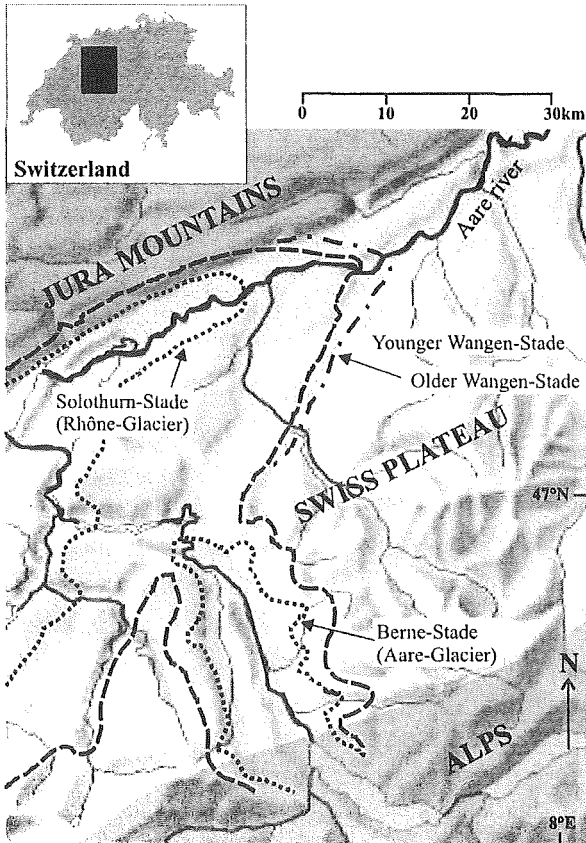 Switzerland
0 10 20 30km
JURA MOUNTAINS
Aare river
Younger Wangen-Stade
Older Wangen-Stade
Solothurn-Stade
(Rhône-Glacier)
SWISS PLATEAU
47°N
Berne-Stade
(Aare-Glacier)
N
ALPS
8°E